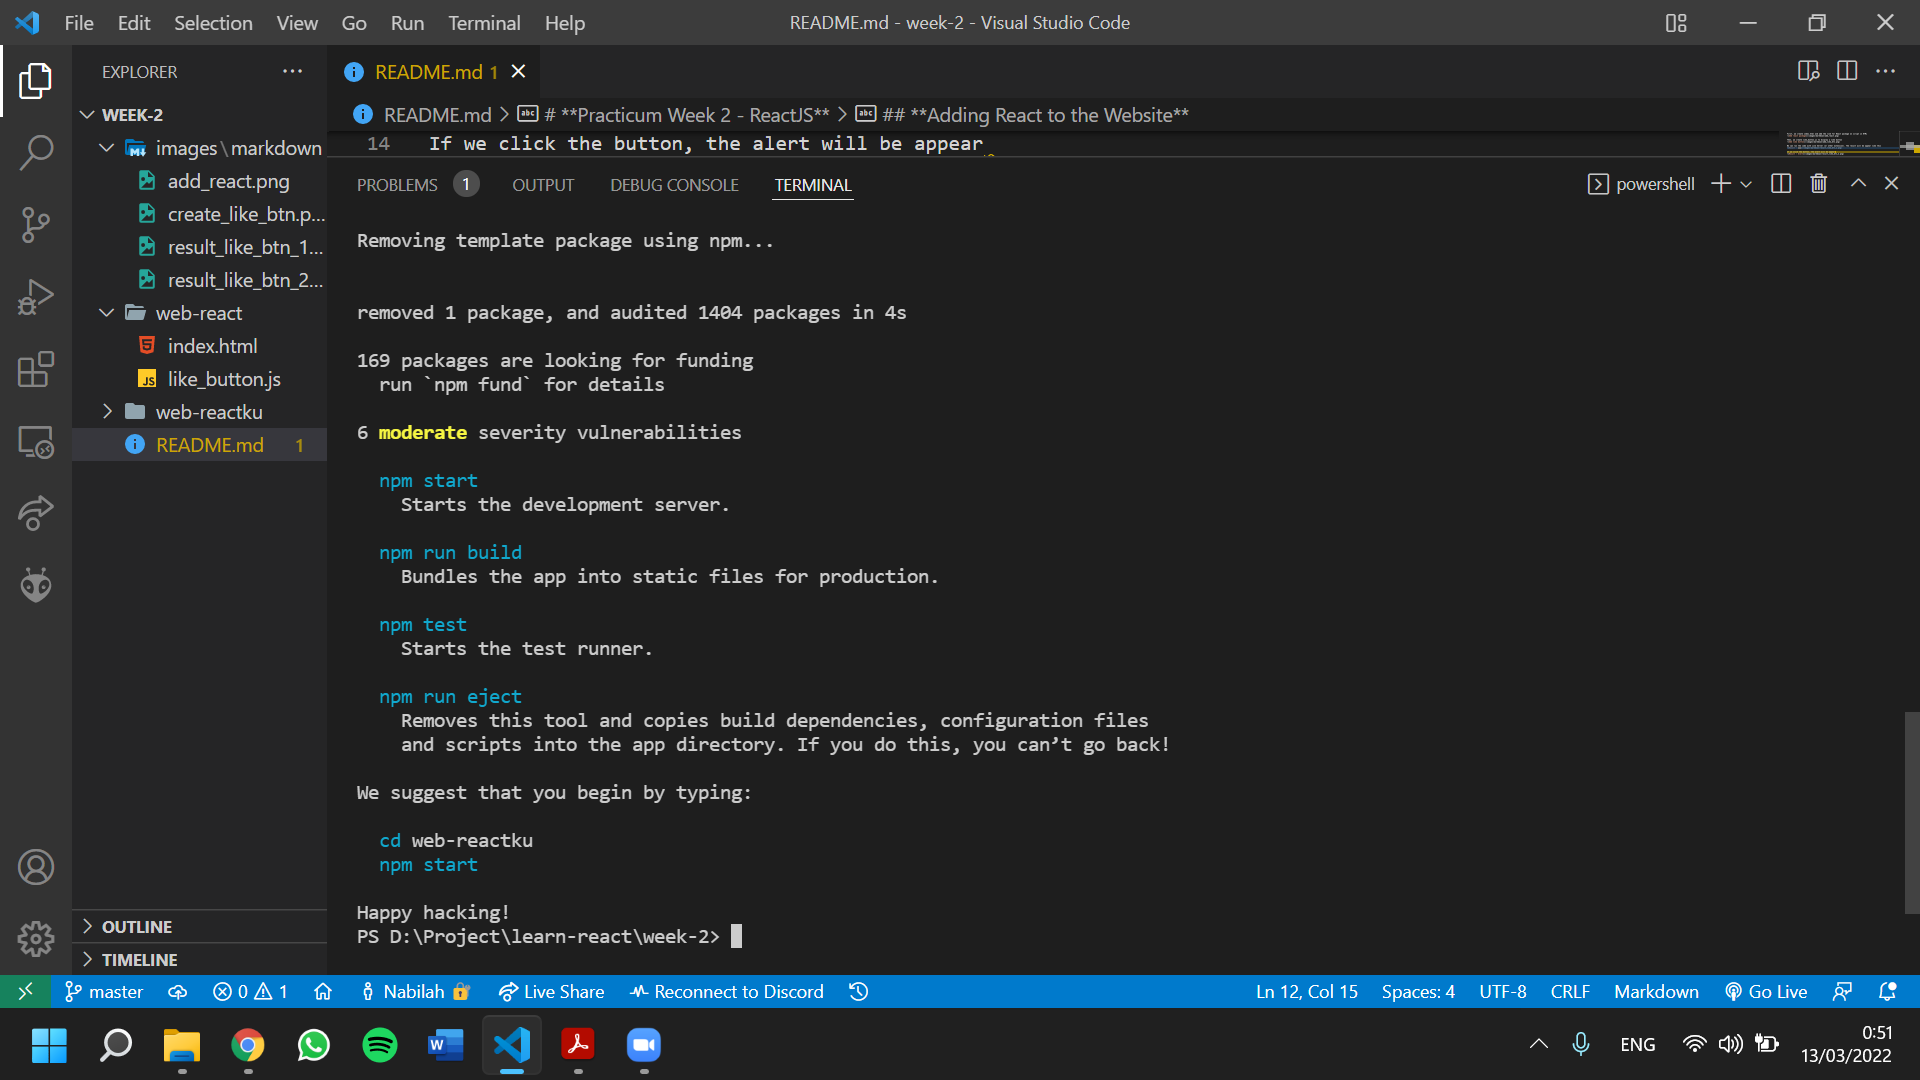 File Edit Selection View Go Run Terminal Help
README.md - week-2 - Visual Studio Code
EXPLORER
README.md 1
WEEK-2
README.md > # **Practicum Week 2 - ReactJS** > ## **Adding React to the Website**
images\markdown
14 If we click the button, the alert will be appear
add_react.png
create_like_btn.p...
result_like_btn_1...
result_like_btn_2...
web-react
index.html
JS like_button.js
web-reactku
README.md 1
OUTLINE
TIMELINE
PROBLEMS 1 OUTPUT DEBUG CONSOLE TERMINAL
powershell
Removing template package using npm...
removed 1 package, and audited 1404 packages in 4s
169 packages are looking for funding
run `npm fund` for details
6 moderate severity vulnerabilities
npm start
Starts the development server.
npm run build
Bundles the app into static files for production.
npm test
Starts the test runner.
npm run eject
Removes this tool and copies build dependencies, configuration files
and scripts into the app directory. If you do this, you can’t go back!
We suggest that you begin by typing:
cd web-reactku
npm start
Happy hacking!
PS D:\Project\learn-react\week-2>
master 0 1 Nabilah Live Share Reconnect to Discord
Ln 12, Col 15 Spaces: 4 UTF-8 CRLF Markdown Go Live
ENG
0:51
13/03/2022